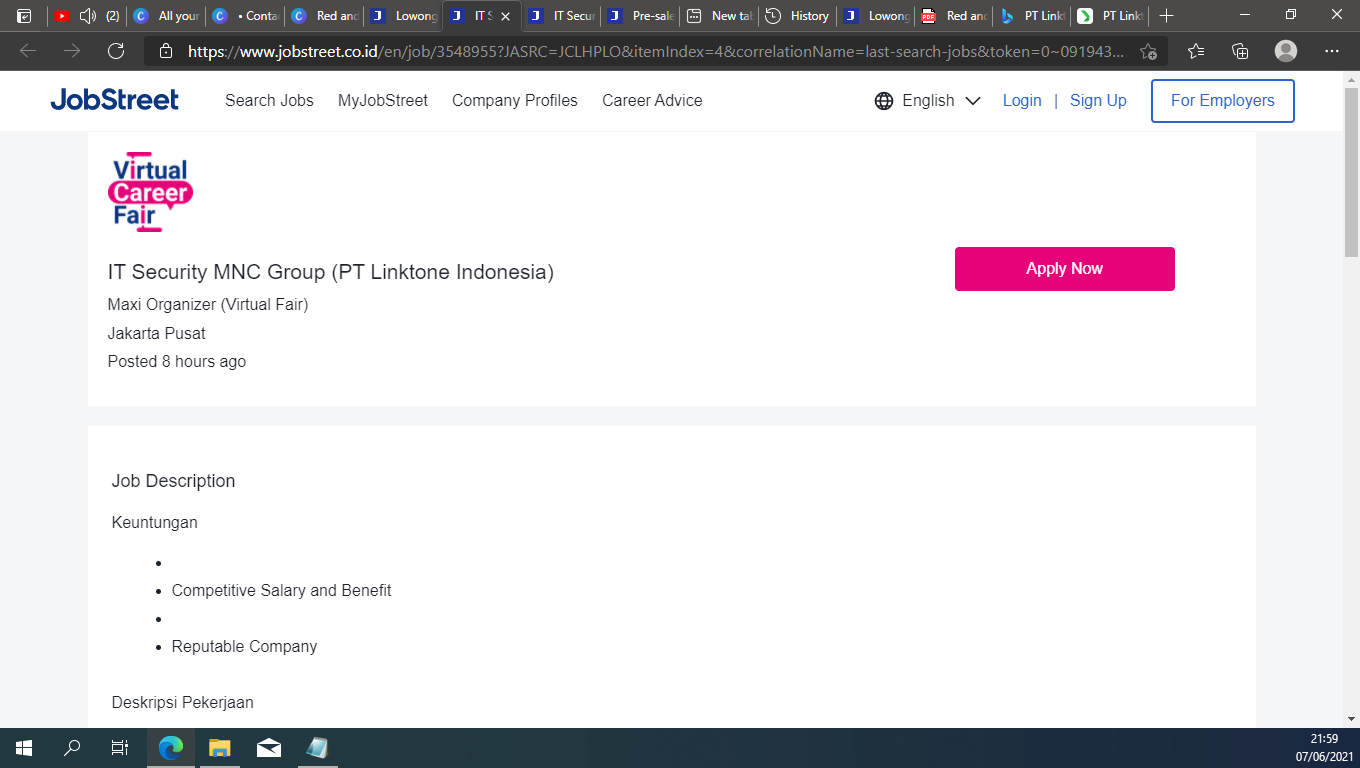 (2) All your • Conta Red and Lowong IT S IT Secur Pre-sale New tab History Lowong Red and PT Link PT Link
https://www.jobstreet.co.id/en/job/3548955?JASRC=JCLHPLO&itemIndex=4&correlationName=last-search-jobs&token=0~091943...
JobStreet Search Jobs MyJobStreet Company Profiles Career Advice English Login | Sign Up For Employers
Virtual
Career
Fair
IT Security MNC Group (PT Linktone Indonesia)
Apply Now
Maxi Organizer (Virtual Fair)
Jakarta Pusat
Posted 8 hours ago
Job Description
Keuntungan
•
• Competitive Salary and Benefit
•
• Reputable Company
Deskripsi Pekerjaan
21:59
07/06/2021